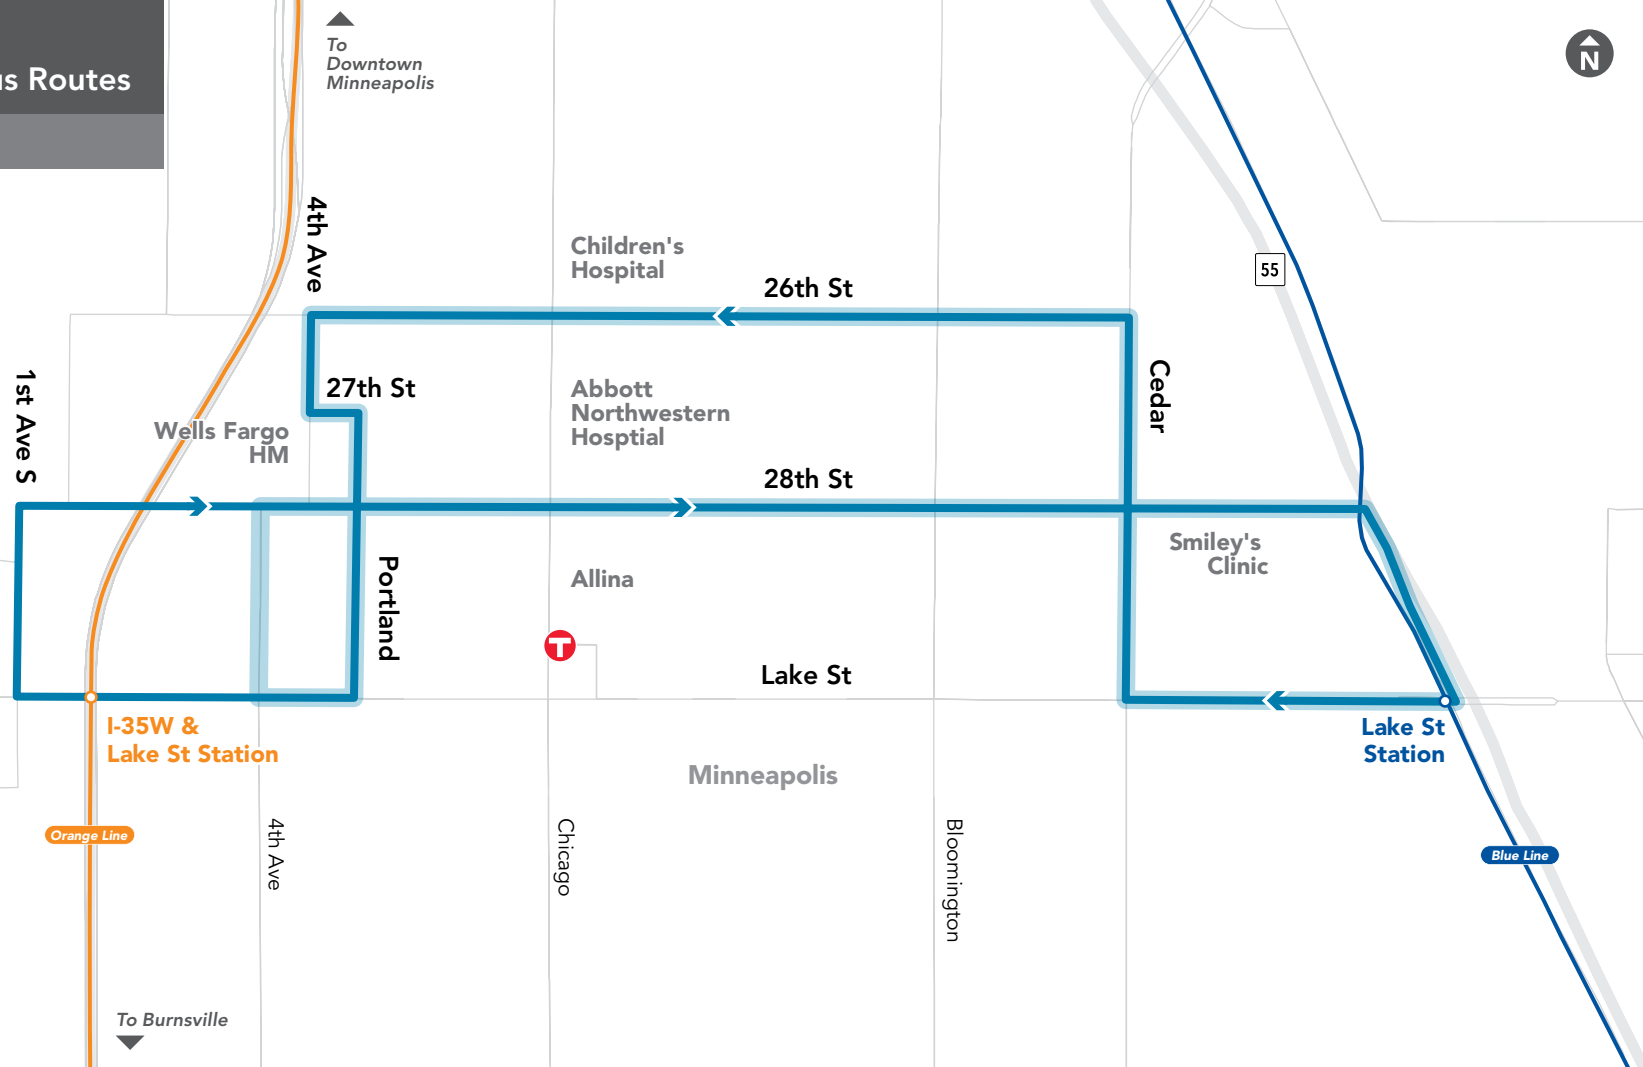 To
Downtown
Minneapolis
N
s Routes
4th Ave
Children's
Hospital
26th St
55
1st Ave S
27th St
Abbott
Northwestern
Hosptial
Cedar
Wells Fargo
HM
28th St
Smiley's
Clinic
Portland
Allina
T
Lake St
I-35W &
Lake St Station
Lake St
Station
Minneapolis
Orange Line
4th Ave
Chicago
Bloomington
Blue Line
To Burnsville